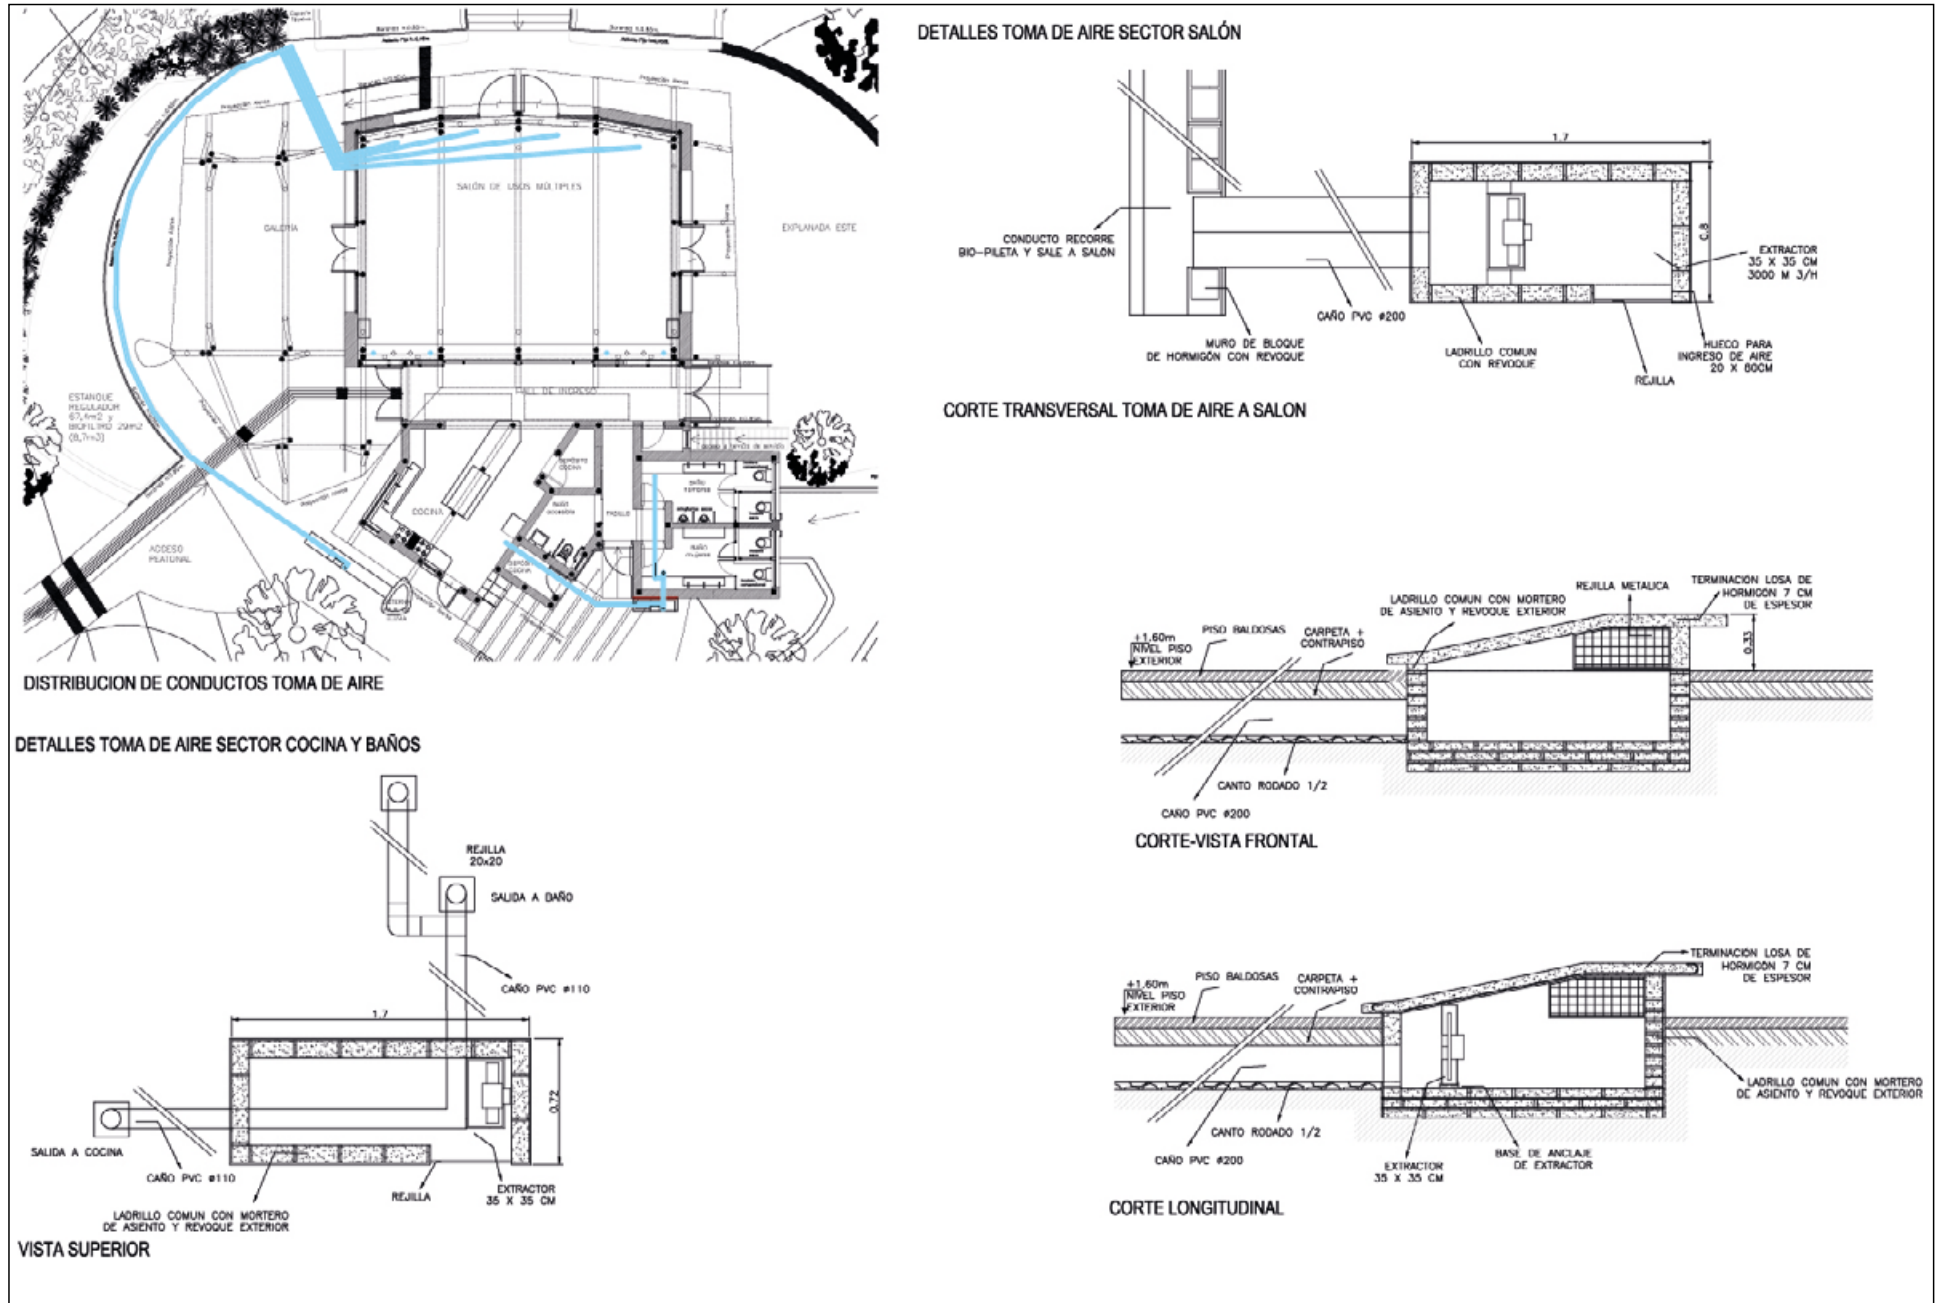 DETALLES TOMA DE AIRE SECTOR SALÓN
SALÓN DE USOS MÚLTIPLES
GALERÍA
EXPLANADA ESTE
HALL DE INGRESO
ESTANQUE
REGULADOR
BIOFILTRO
COCINA
ACCESO
PEATONAL
DISTRIBUCION DE CONDUCTOS TOMA DE AIRE
1.7
0.8
CONDUCTO RECORRE
BIO-PILETA Y SALE A SALON
CAÑO PVC ø200
MURO DE BLOQUE
DE HORMIGÓN CON REVOQUE
LADRILLO COMUN
CON REVOQUE
EXTRACTOR
35 X 35 CM
3000 M 3/H
HUECO PARA
INGRESO DE AIRE
20 X 60CM
REJILLA
CORTE TRANSVERSAL TOMA DE AIRE A SALON
REJILLA METALICA
TERMINACION LOSA DE
HORMIGON 7 CM
DE ESPESOR
LADRILLO COMUN CON MORTERO
DE ASIENTO Y REVOQUE EXTERIOR
+1,60m
NIVEL PISO
EXTERIOR
PISO BALDOSAS
CARPETA +
CONTRAPISO
0.33
CANTO RODADO 1/2
CAÑO PVC ø200
CORTE-VISTA FRONTAL
DETALLES TOMA DE AIRE SECTOR COCINA Y BAÑOS
REJILLA
20x20
SALIDA A BAÑO
CAÑO PVC ø110
1.7
0.72
SALIDA A COCINA
CAÑO PVC ø110
REJILLA
EXTRACTOR
35 X 35 CM
LADRILLO COMUN CON MORTERO
DE ASIENTO Y REVOQUE EXTERIOR
VISTA SUPERIOR
TERMINACION LOSA DE
HORMIGON 7 CM
DE ESPESOR
+1,60m
NIVEL PISO
EXTERIOR
PISO BALDOSAS
CARPETA +
CONTRAPISO
LADRILLO COMUN CON MORTERO
DE ASIENTO Y REVOQUE EXTERIOR
CANTO RODADO 1/2
CAÑO PVC ø200
EXTRACTOR
35 X 35 CM
BASE DE ANCLAJE
DE EXTRACTOR
CORTE LONGITUDINAL